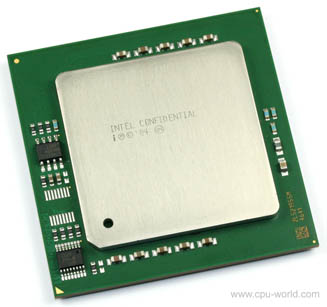 INTEL CONFIDENTIAL
i Ⓜ © '04
www.cpu-world.com